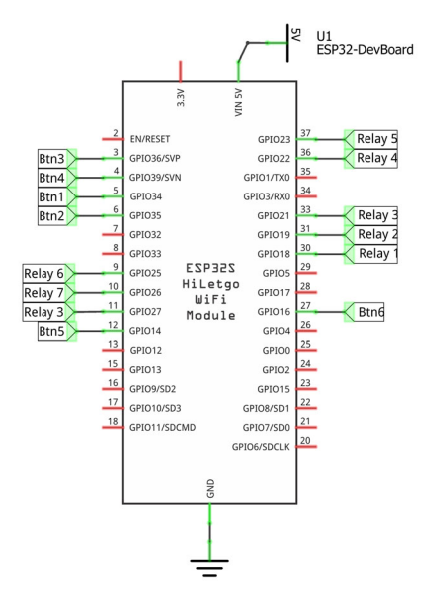 5V
U1
ESP32-DevBoard
3.3V
VIN 5V
2 EN/RESET
Btn3 3 GPIO36/SVP
Btn4 4 GPIO39/SVN
Btn1 5 GPIO34
Btn2 6 GPIO35
7 GPIO32
8 GPIO33
Relay 6 9 GPIO25
Relay 7 10 GPIO26
Relay 3 11 GPIO27
Btn5 12 GPIO14
13 GPIO12
15 GPIO13
16 GPIO9/SD2
17 GPIO10/SD3
18 GPIO11/SDCMD
ESP32S
HiLetgo
WiFi
Module
GPIO23 37 Relay 5
GPIO22 36 Relay 4
GPIO1/TX0 35
GPIO3/RX0 34
GPIO21 33 Relay 3
GPIO19 31 Relay 2
GPIO18 30 Relay 1
GPIO5 29
GPIO17 28
GPIO16 27 Btn6
GPIO4 26
GPIO0 25
GPIO2 24
GPIO15 23
GPIO8/SD1 22
GPIO7/SD0 21
GPIO6/SDCLK 20
GND